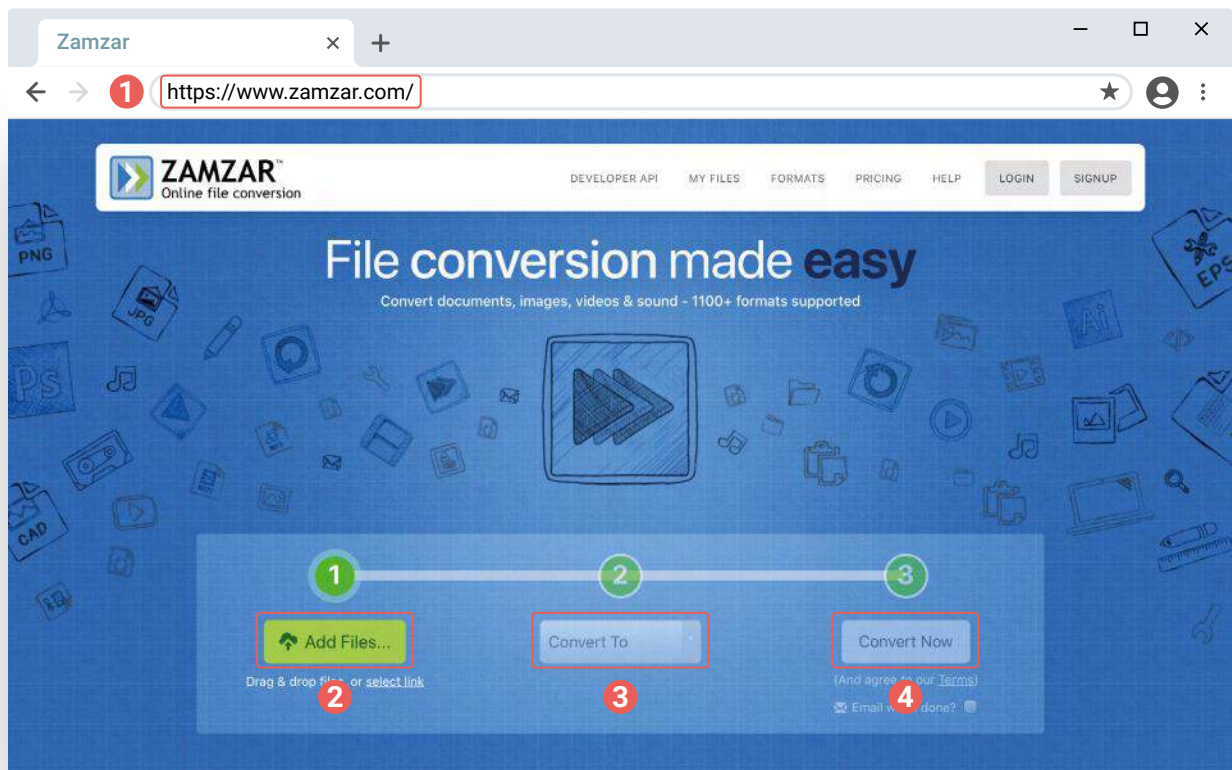 Zamzar
1 https://www.zamzar.com/
ZAMZAR™
Online file conversion
DEVELOPER API MY FILES FORMATS PRICING HELP LOGIN SIGNUP
File conversion made easy
Convert documents, images, videos & sound - 1100+ formats supported
PNG
JPG
EPS
Ai
PS
CAD
1 2 3
Add Files... Convert To Convert Now
Drag & drop files, or select link
(And agree to our Terms)
2 3 4
Email when done?